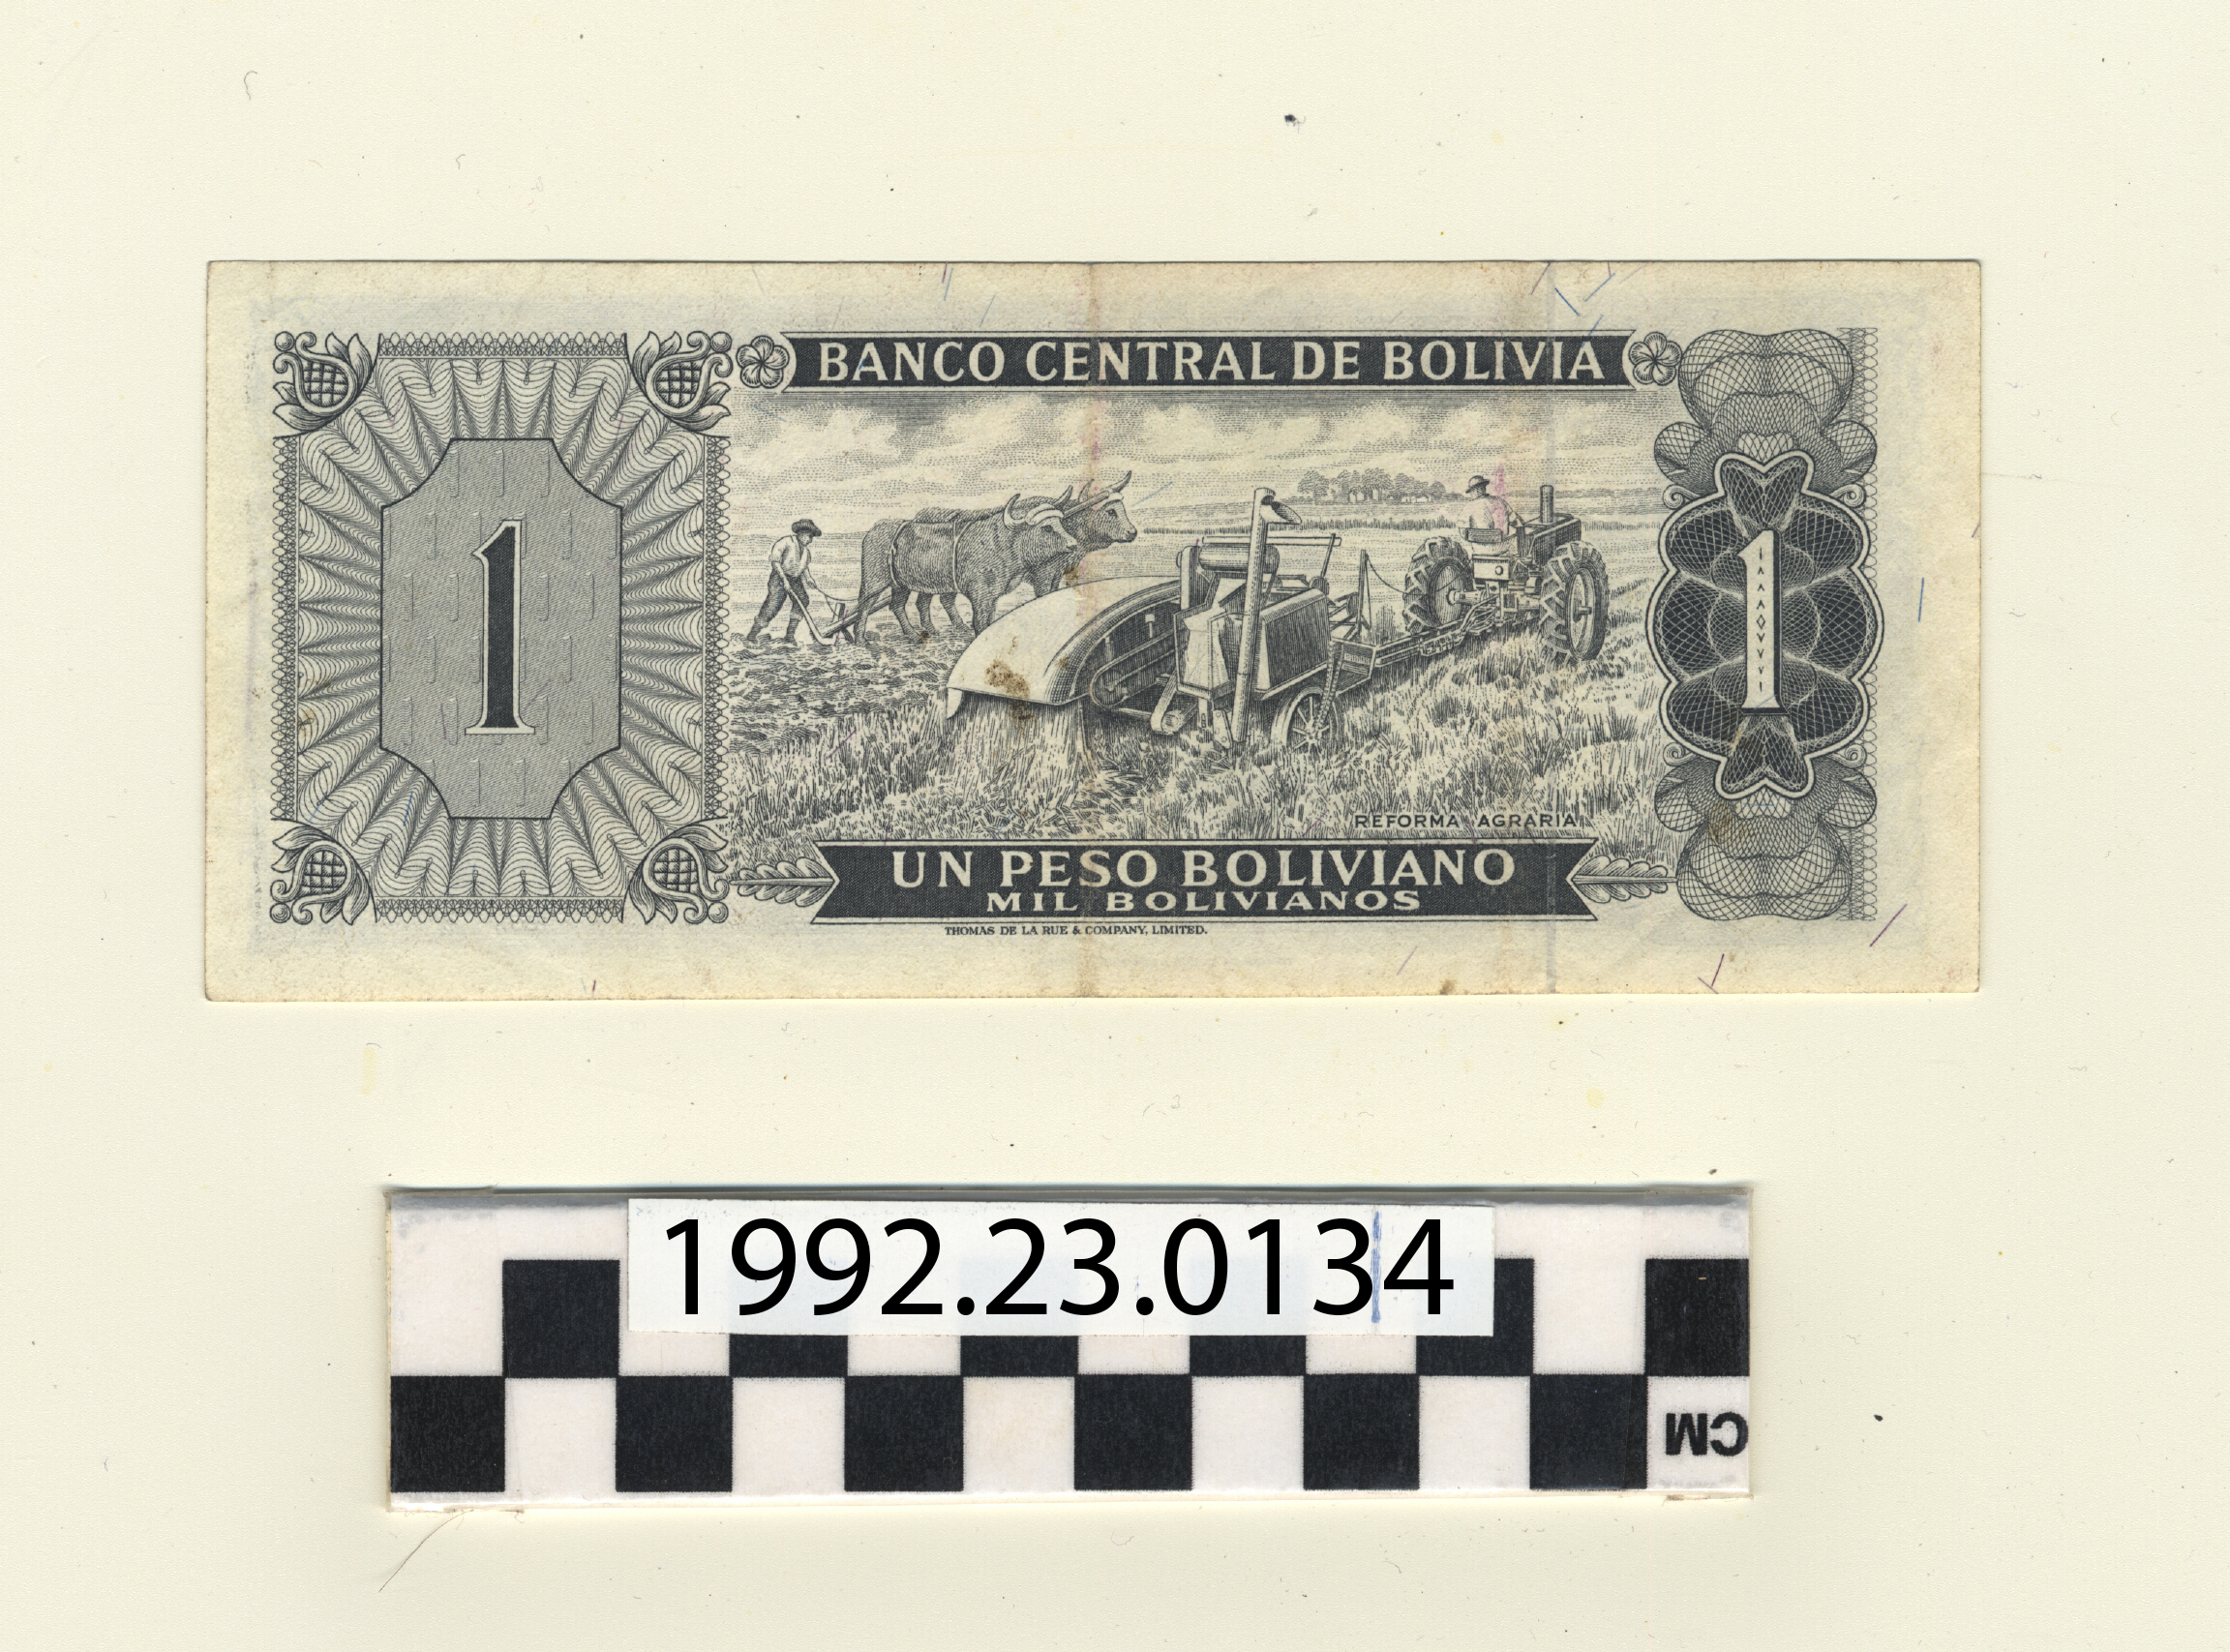 BANCO CENTRAL DE BOLIVIA
1
1
REFORMA AGRARIA
UN PESO BOLIVIANO
MIL BOLIVIANOS
THOMAS DE LA RUE & COMPANY, LIMITED.
1992.23.0134
CM